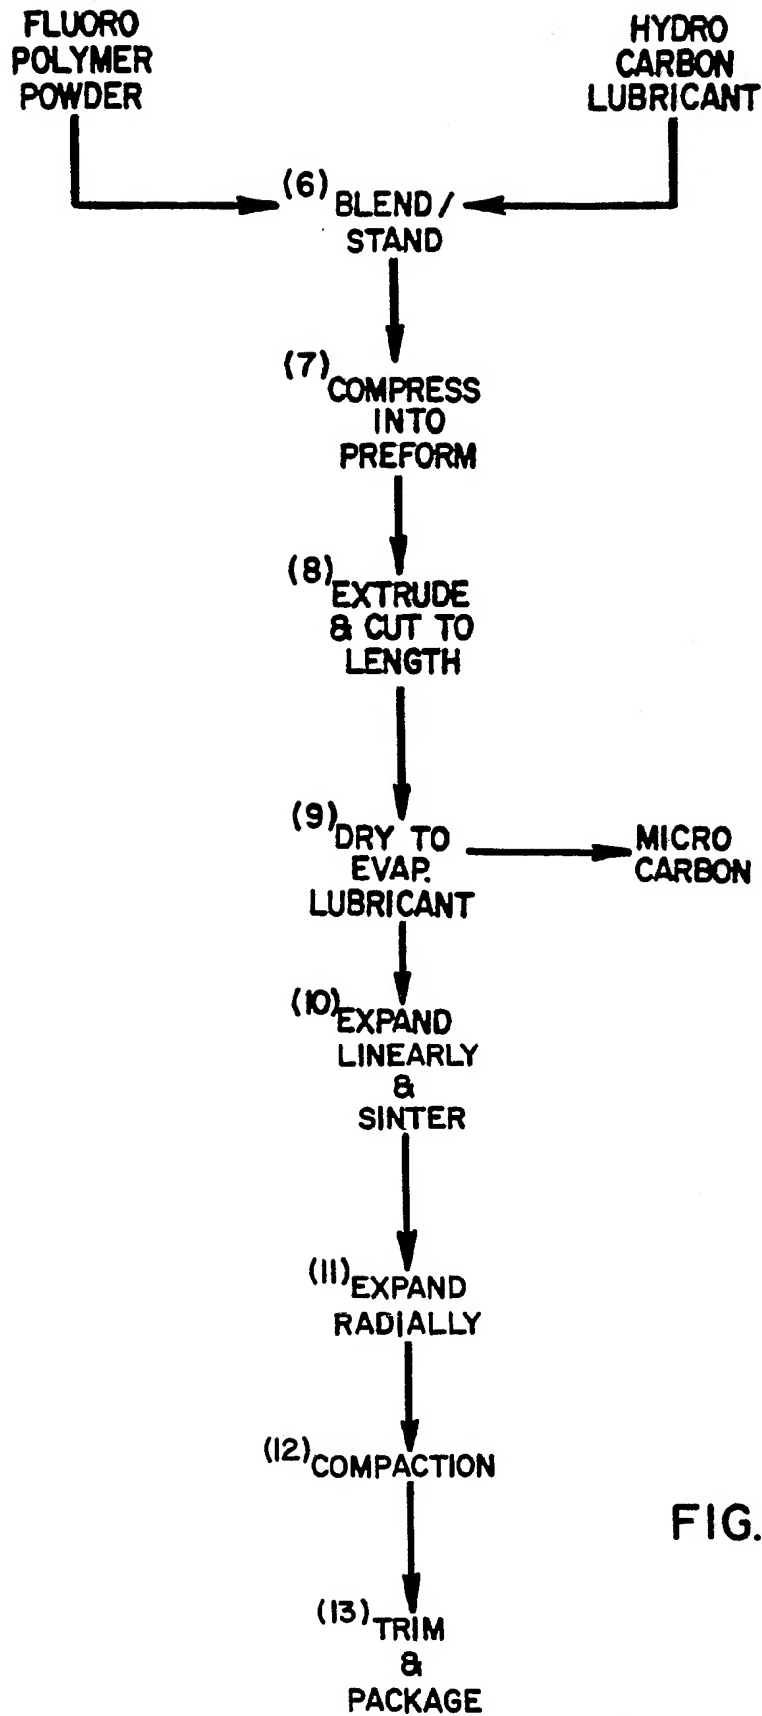 FLUORO
POLYMER
POWDER
HYDRO
CARBON
LUBRICANT
(6) BLEND /
STAND
(7) COMPRESS
INTO
PREFORM
(8) EXTRUDE
& CUT TO
LENGTH
(9) DRY TO
EVAP.
LUBRICANT
MICRO
CARBON
(10) EXPAND
LINEARLY
&
SINTER
(11) EXPAND
RADIALLY
(12) COMPACTION
FIG.
(13) TRIM
&
PACKAGE